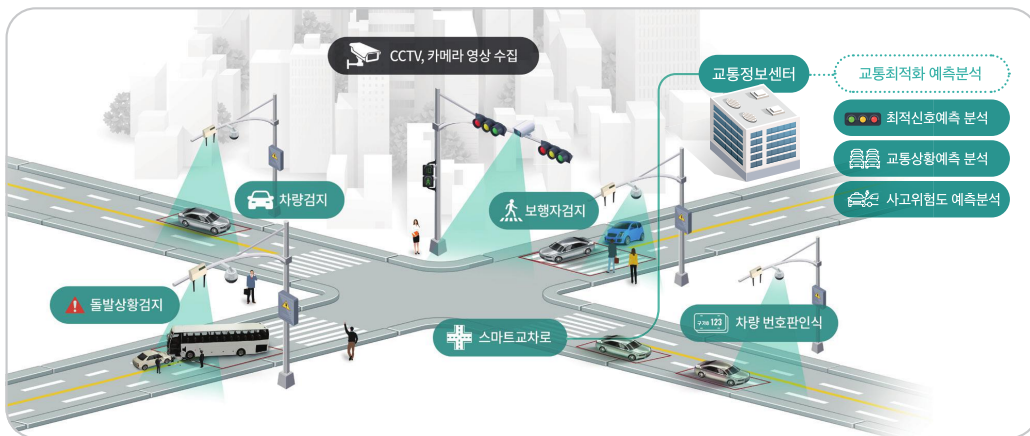 CCTV, 카메라 영상 수집
교통정보센터
교통최적화 예측분석
최적신호예측 분석
교통상황예측 분석
사고위험도 예측분석
차량검지
보행자검지
돌발상황검지
스마트교차로
123
차량 번호판인식